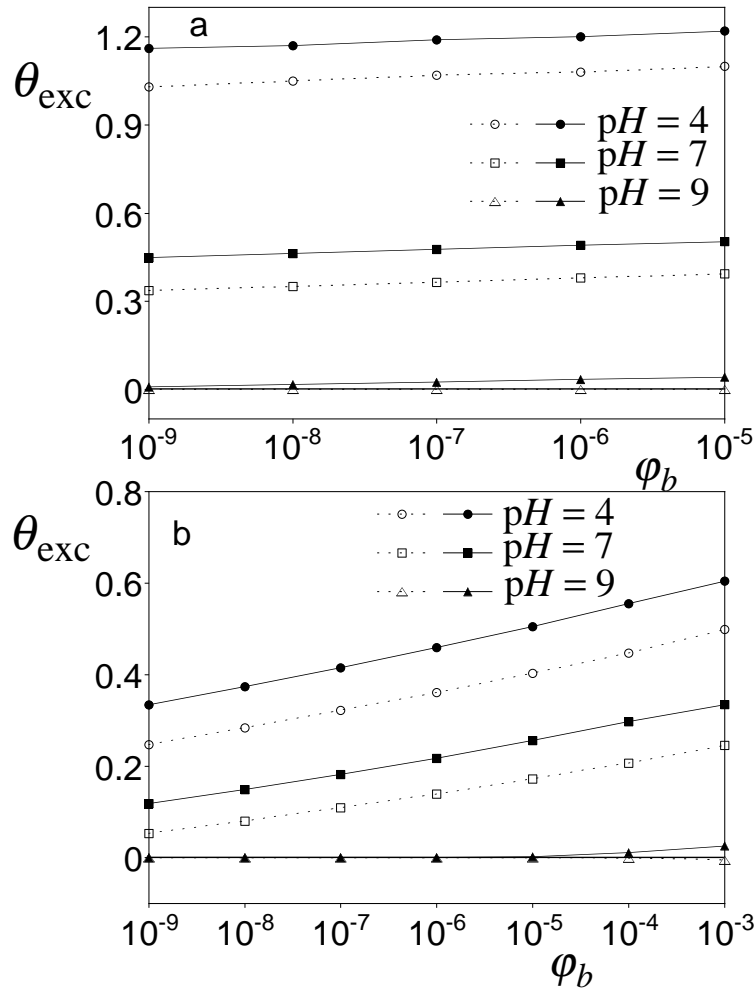 a
1.2
θexc
0.9
pH = 4
pH = 7
pH = 9
0.6
0.3
0
10⁻⁹ 10⁻⁸ 10⁻⁷ 10⁻⁶ 10⁻⁵
φb
b
0.8
θexc
pH = 4
pH = 7
pH = 9
0.6
0.4
0.2
0
10⁻⁹ 10⁻⁸ 10⁻⁷ 10⁻⁶ 10⁻⁵ 10⁻⁴ 10⁻³
φb